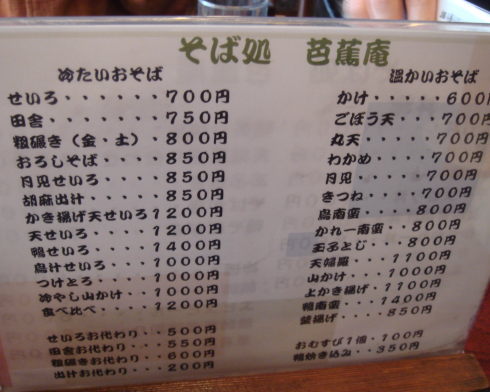 そば処 芭蕉庵
冷たいおそば
せいろ・・・・・・700円
田舎・・・・・・750円
粗碾き(金・土)・850円
おろしそば・・・・850円
月見せいろ・・・・850円
胡麻出汁・・・・・850円
かき揚げ天せいろ1200円
天せいろ・・・・1200円
鴨せいろ・・・・1400円
鳥汁せいろ・・・1000円
つけとろ・・・・1000円
冷やし山かけ・・1000円
食べ比べ・・・・1200円
せいろお代わり・・500円
田舎お代わり・・・550円
粗碾きお代わり・・600円
出汁お代わり・・・200円
温かいおそば
かけ・・・・・600円
ごぼう天・・・700円
丸天・・・・・700円
わかめ・・・・700円
月見・・・・・700円
きつね・・・・700円
鳥南蛮・・・・800円
かれー南蛮・・800円
玉子とじ・・・800円
天婦羅・・・1100円
山かけ・・・1000円
上かき揚げ・1100円
鴨南蛮・・・1400円
釜揚げ・・・・850円
おむすび1個・100円
鴨炊き込み・・350円